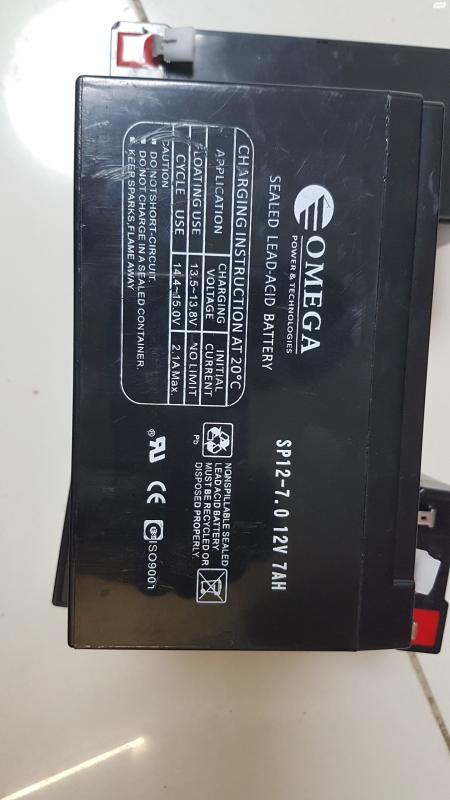 OMEGA
POWER & TECHNOLOGIES
SEALED LEAD-ACID BATTERY
SP12-7.0 12V 7AH
CHARGING INSTRUCTION AT 20°C
APPLICATION CHARGING VOLTAGE INITIAL CURRENT
FLOATING USE 13.5~13.8V NO LIMIT
CYCLE USE 14.4~15.0V 2.1A Max.
CAUTION
DO NOT SHORT-CIRCUIT.
DO NOT CHARGE IN A SEALED CONTAINER.
KEEP SPARKS,FLAME AWAY
Pb
NONSPILLABLE SEALED
LEAD ACID BATTERY
MUST BE RECYCLED OR
DISPOSED PROPERLY.
CE
ISO9001